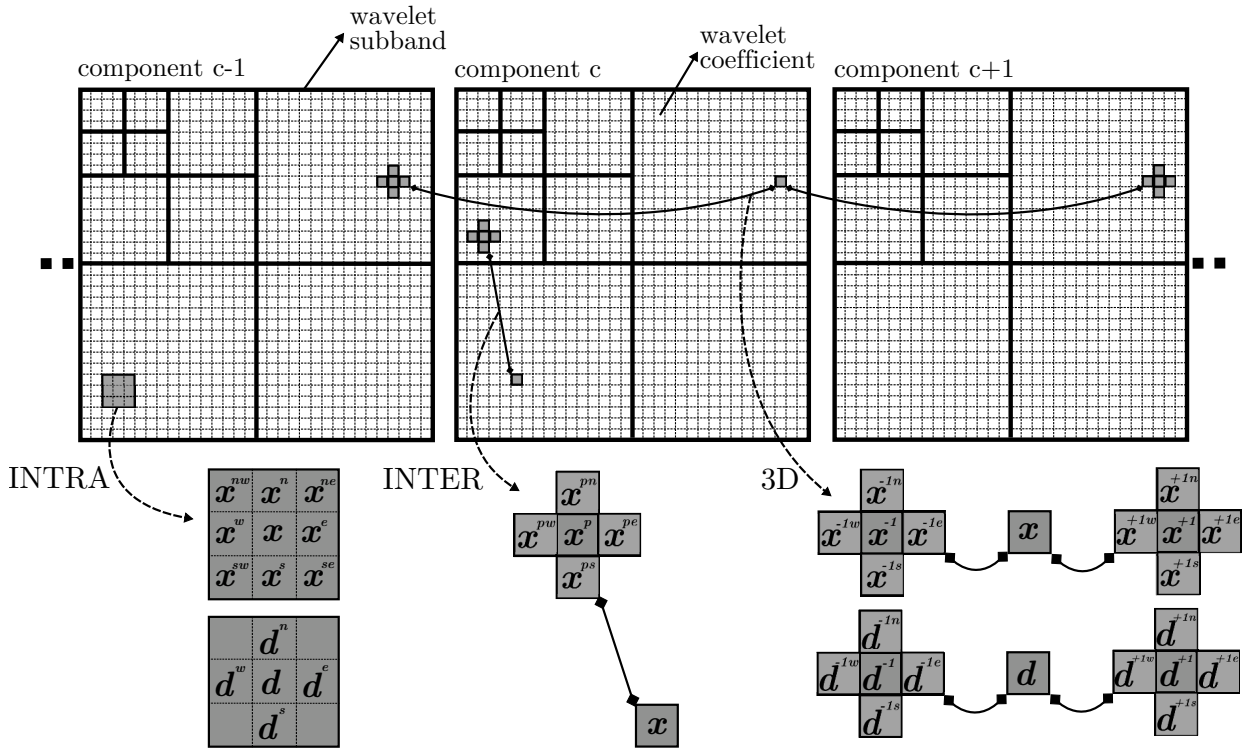 wavelet
subband
wavelet
coefficient
component c-1
component c
component c+1
INTRA
INTER
3D
x^nw x^n x^ne
x^w x x^e
x^sw x^s x^se
d^n
d^w d d^e
d^s
x^pn
x^pw x^p x^pe
x^ps
x
x^-1n
x^-1w x^-1 x^-1e
x^-1s
x
x^+1n
x^+1w x^+1 x^+1e
x^+1s
d^-1n
d^-1w d^-1 d^-1e
d^-1s
d
d^+1n
d^+1w d^+1 d^+1e
d^+1s